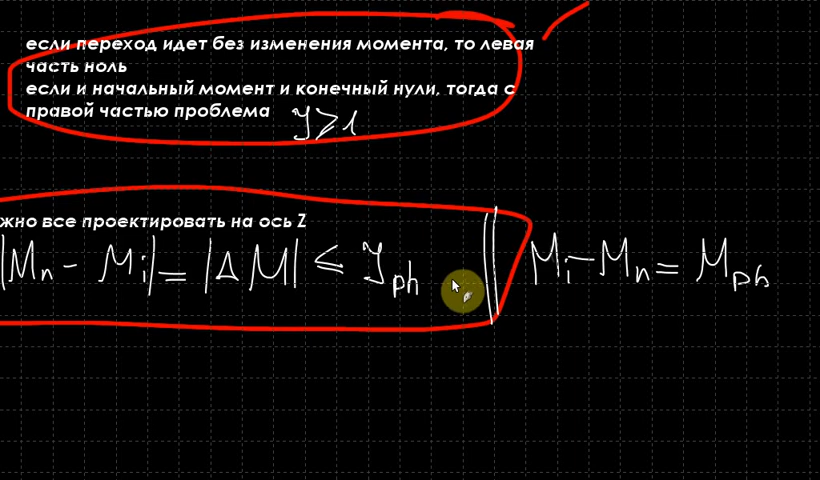 если переход идет без изменения момента, то левая
часть ноль
если и начальный момент и конечный нули, тогда с
правой частью проблема J ⩾ 1
жно все проектировать на ось Z
|Mn - Mi| = |ΔM| ≤ Jph || Mi - Mn = Mph